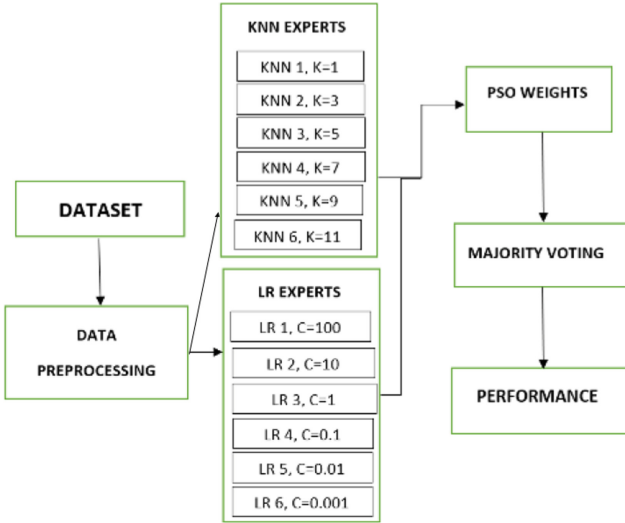 DATASET
DATA
PREPROCESSING
KNN EXPERTS
KNN 1, K=1
KNN 2, K=3
KNN 3, K=5
KNN 4, K=7
KNN 5, K=9
KNN 6, K=11
LR EXPERTS
LR 1, C=100
LR 2, C=10
LR 3, C=1
LR 4, C=0.1
LR 5, C=0.01
LR 6, C=0.001
PSO WEIGHTS
MAJORITY VOTING
PERFORMANCE